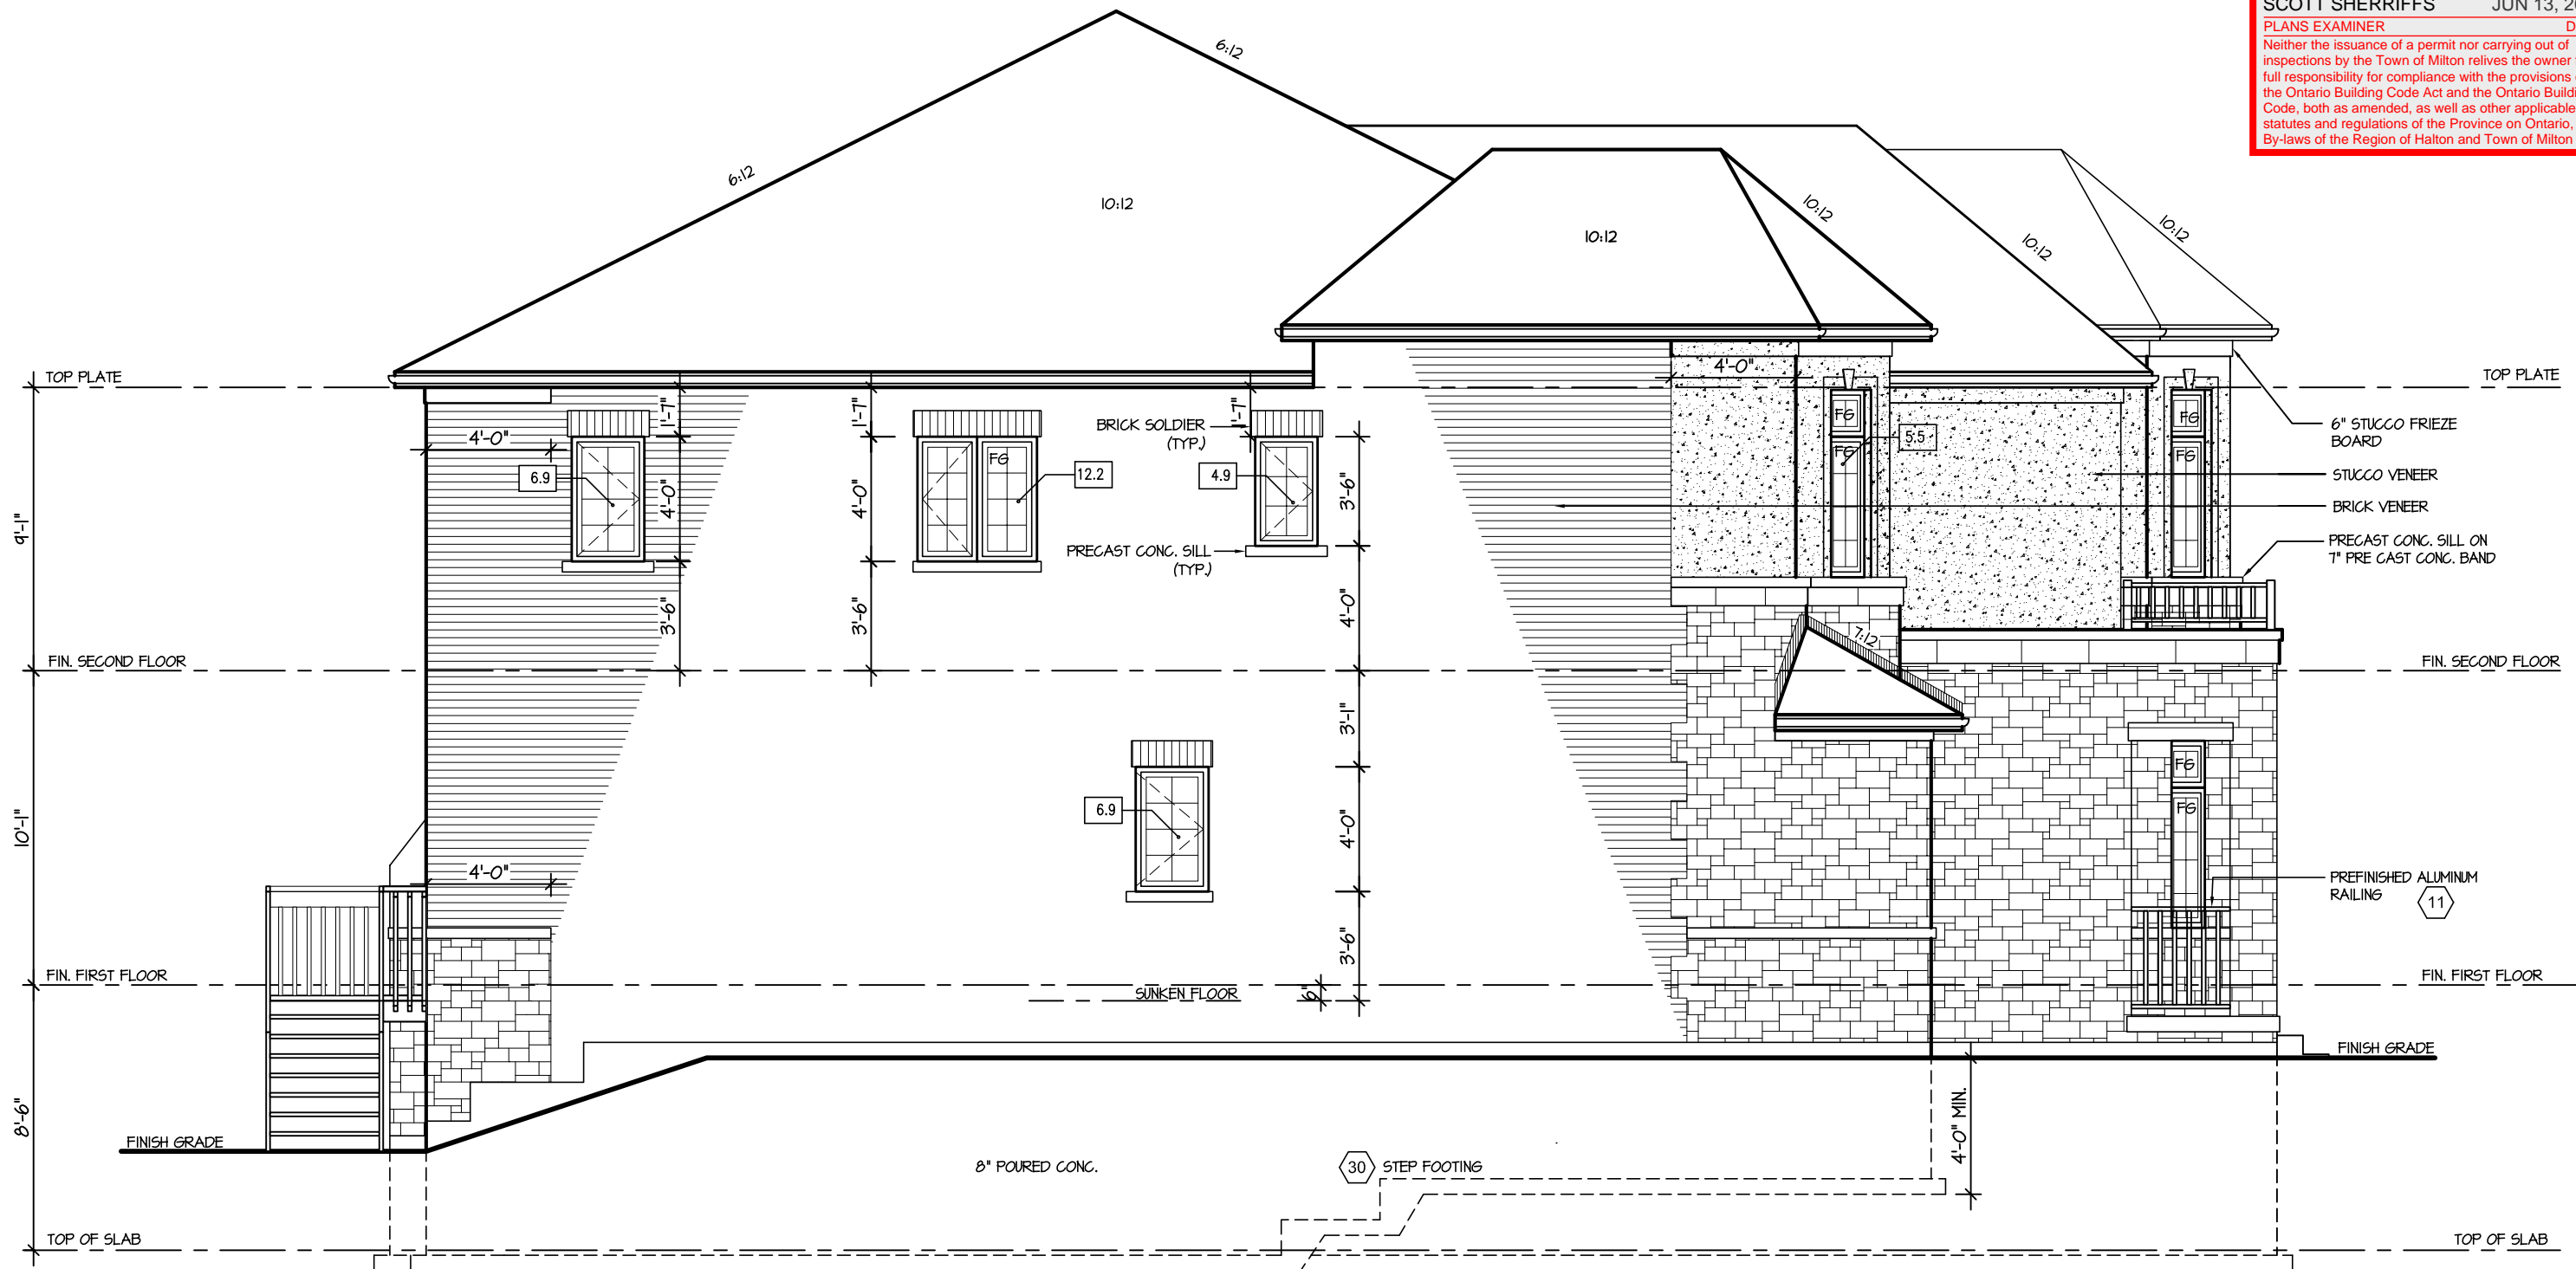 SCOTT SHERRIFFS JUN 13,
PLANS EXAMINER
Neither the issuance of a permit nor carrying out of
inspections by the Town of Milton relives the owner
full responsibility for compliance with the provisions
the Ontario Building Code Act and the Ontario
Code, both as amended, as well as other applicable
statutes and regulations of the Province on Ontario,
By-laws of the Region of Halton and Town of Milton
6:12
6:12
10:12
10:12
10:12
10:12
10:12
TOP PLATE
TOP PLATE
4'-0"
1'-7"
1'-7"
1'-7"
BRICK SOLDIER
(TYP.)
4'-0"
6.9
4'-0"
4'-0"
FG
12.2
4.9
3'-6"
PRECAST CONC. SILL
(TYP.)
FG
FG
5.5
FG
FG
6" STUCCO FRIEZE
BOARD
STUCCO VENEER
BRICK VENEER
PRECAST CONC. SILL ON
7" PRE CAST CONC. BAND
9'-1"
3'-6"
3'-6"
4'-0"
7:12
FIN. SECOND FLOOR
FIN. SECOND FLOOR
3'-1"
6.9
4'-0"
FG
FG
10'-1"
4'-0"
3'-6"
PREFINISHED ALUMINUM
RAILING
11
FIN. FIRST FLOOR
FIN. FIRST FLOOR
SUNKEN FLOOR
6"
FINISH GRADE
8'-6"
4'-0" MIN.
FINISH GRADE
8" POURED CONC.
30 STEP FOOTING
TOP OF SLAB
TOP OF SLAB